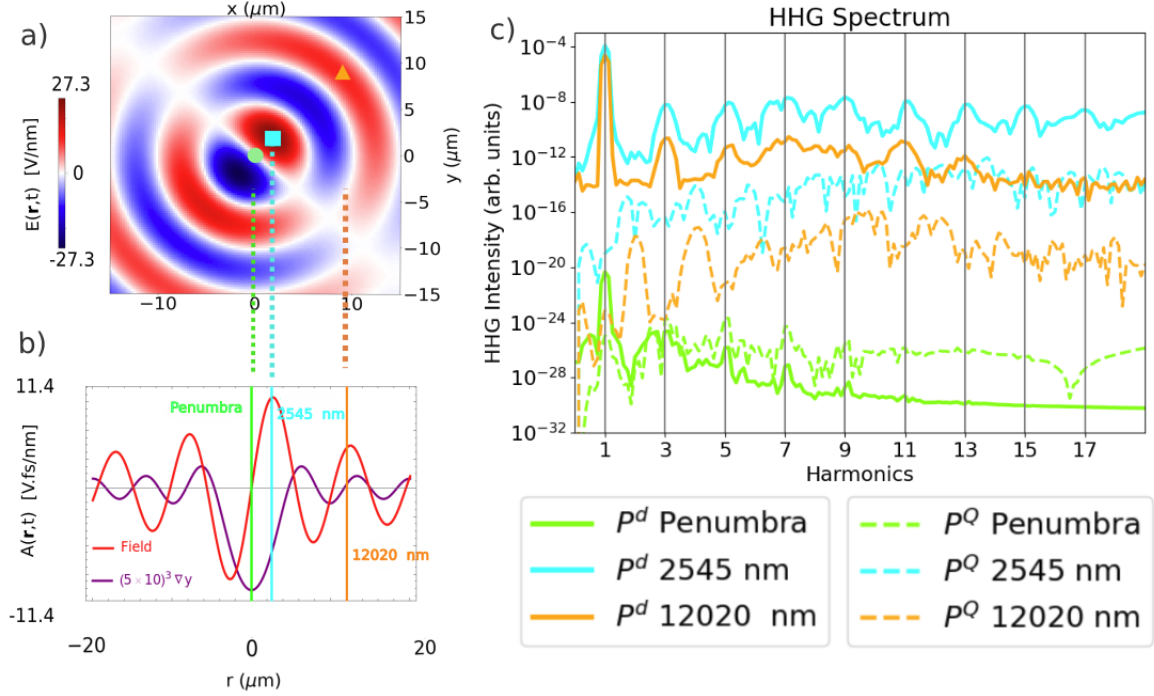 a)
x (μm)
27.3
0
-27.3
E(r,t) [V/nm]
15
10
5
0
−5
−10
−15
y (μm)
−10
0
10
b)
11.4
-11.4
A(r,t) [V.fs/nm]
Penumbra
2545 nm
12020 nm
Field
(5 × 10)³ ∇y
−20
0
20
r (μm)
c)
HHG Spectrum
HHG Intensity (arb. units)
10⁻⁴
10⁻⁸
10⁻¹²
10⁻¹⁶
10⁻²⁰
10⁻²⁴
10⁻²⁸
10⁻³²
1 3 5 7 9 11 13 15 17
Harmonics
Pᵈ Penumbra
Pᵈ 2545 nm
Pᵈ 12020 nm
P^Q Penumbra
P^Q 2545 nm
P^Q 12020 nm